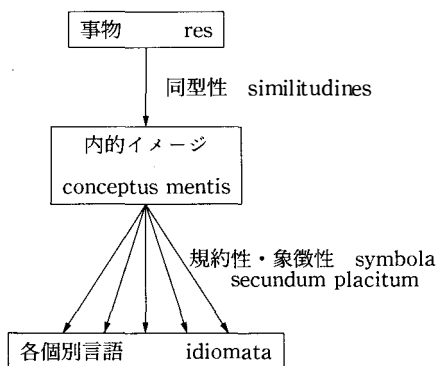 事物 res
同型性 similitudines
内的イメージ
conceptus mentis
規約性・象徴性 symbola
secundum placitum
各個別言語 idiomata